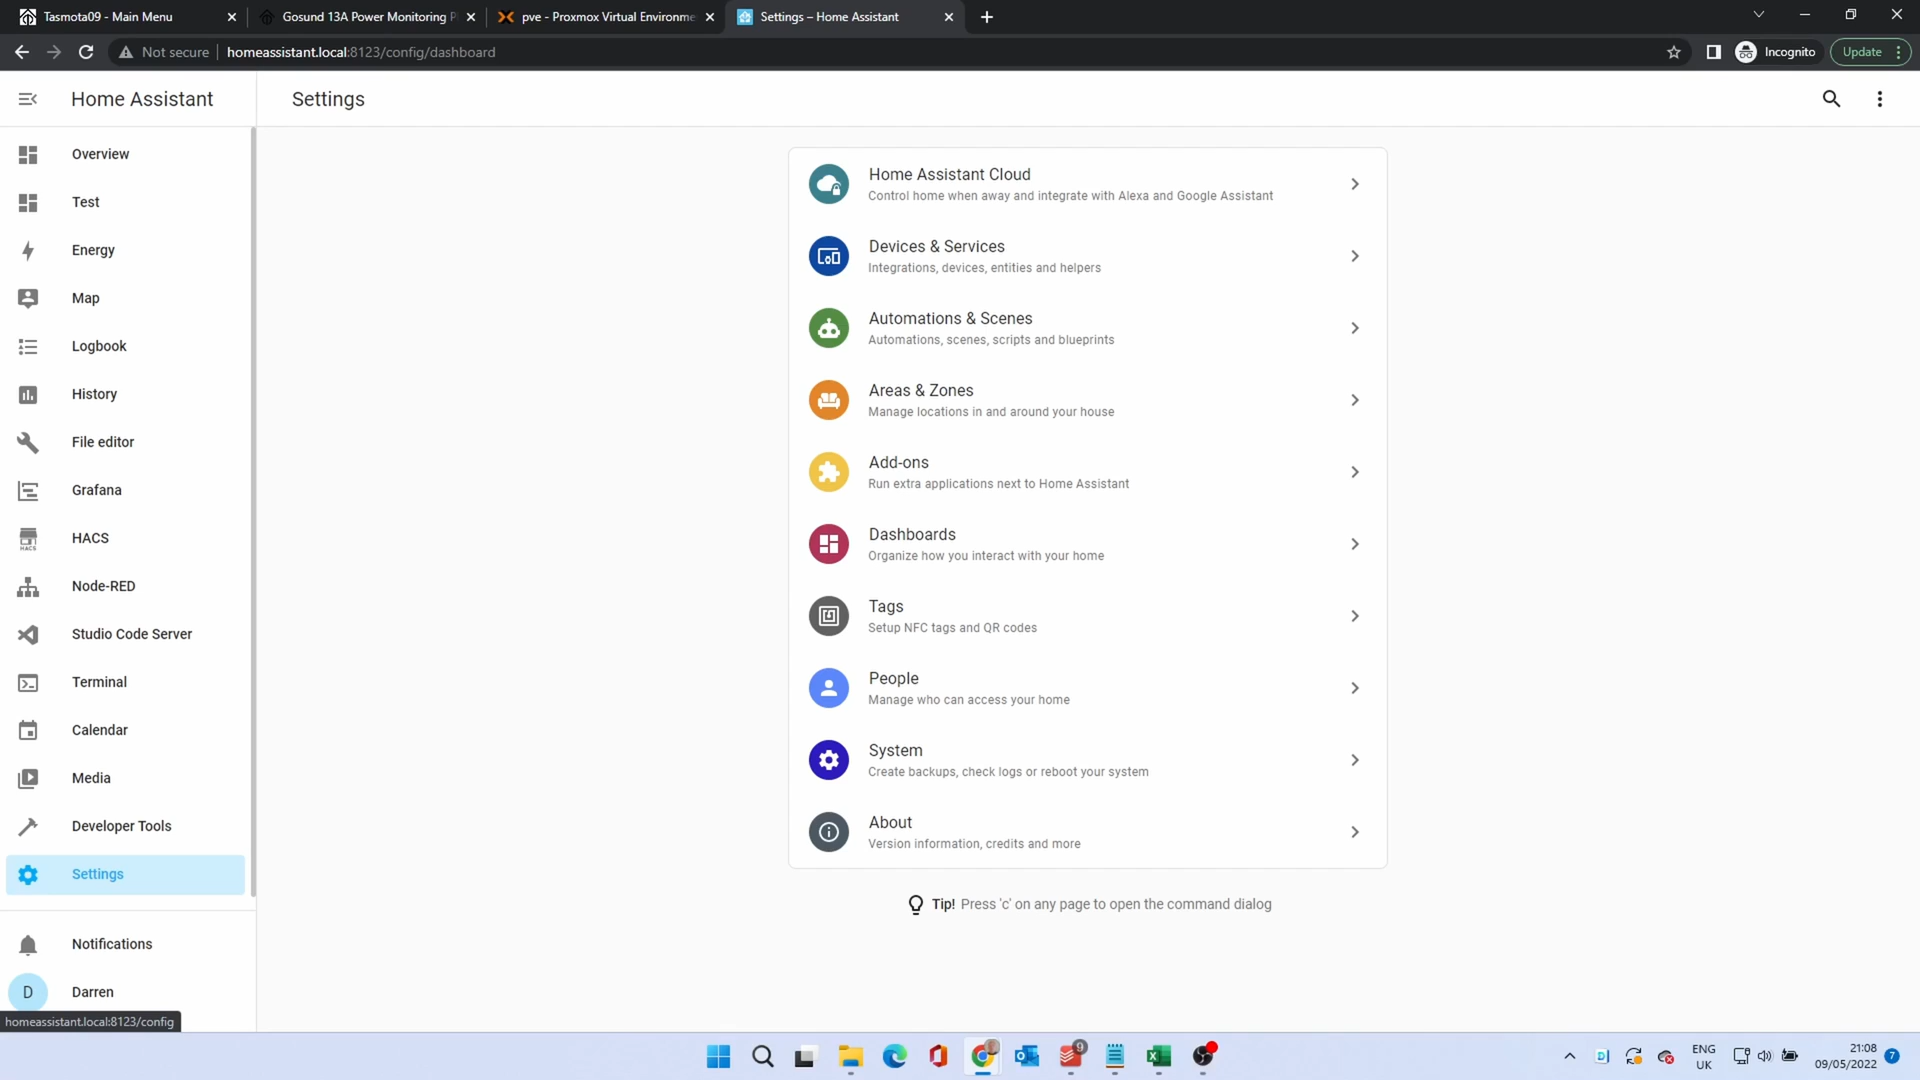 Tasmota09 - Main Menu
Gosund 13A Power Monitoring P
pve - Proxmox Virtual Environme
Settings – Home Assistant
Not secure
homeassistant.local:8123/config/dashboard
Incognito
Update
Home Assistant
Settings
Overview
Test
Energy
Map
Logbook
History
File editor
Grafana
HACS
HACS
Node-RED
Studio Code Server
Terminal
Calendar
Media
Developer Tools
Settings
Notifications
D
Darren
homeassistant.local:8123/config
Home Assistant Cloud
Control home when away and integrate with Alexa and Google Assistant
Devices & Services
Integrations, devices, entities and helpers
Automations & Scenes
Automations, scenes, scripts and blueprints
Areas & Zones
Manage locations in and around your house
Add-ons
Run extra applications next to Home Assistant
Dashboards
Organize how you interact with your home
Tags
Setup NFC tags and QR codes
People
Manage who can access your home
System
Create backups, check logs or reboot your system
About
Version information, credits and more
Tip! Press 'c' on any page to open the command dialog
9
ENG
UK
21:08
09/05/2022
7